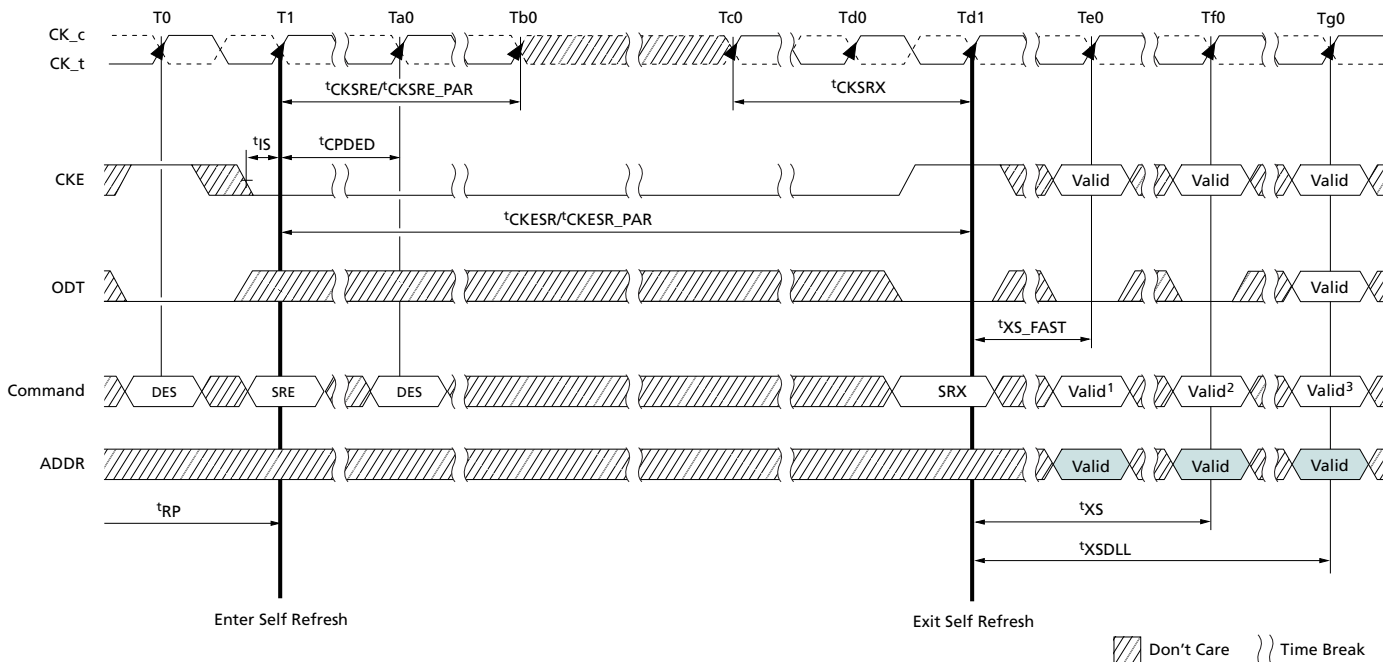 T0 T1 Ta0 Tb0 Tc0 Td0 Td1 Te0 Tf0 Tg0
CK_c
CK_t
tCKSRE/tCKSRE_PAR tCKSRX
tIS tCPDED
CKE Valid Valid Valid
tCKESR/tCKESR_PAR
ODT Valid
tXS_FAST
Command DES SRE DES SRX Valid1 Valid2 Valid3
ADDR Valid Valid Valid
tRP tXS
tXSDLL
Enter Self Refresh Exit Self Refresh
Don't Care Time Break